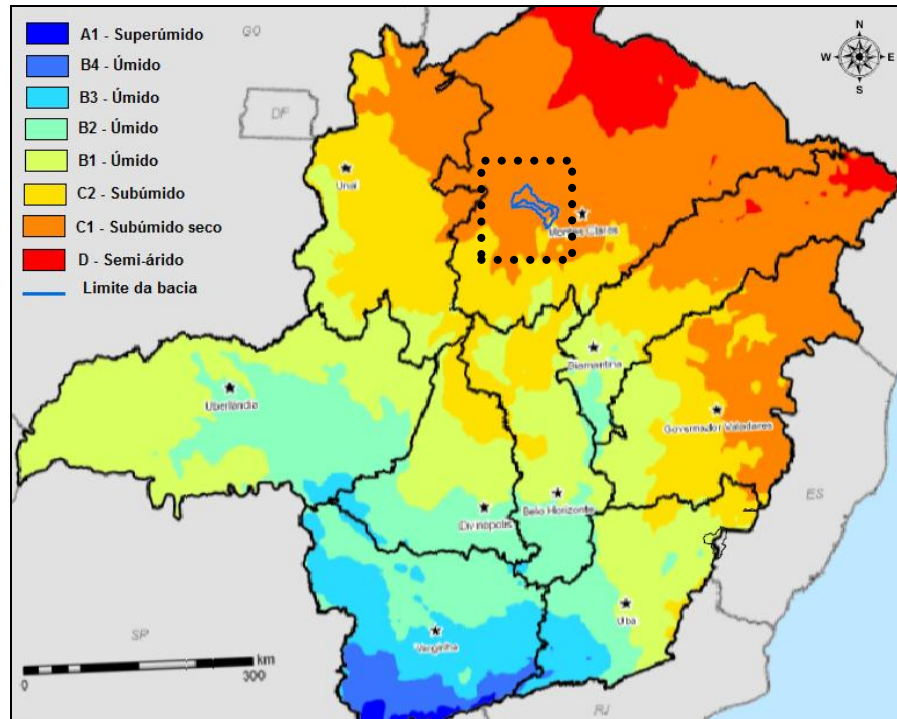 A1 - Superúmido
B4 - Úmido
B3 - Úmido
B2 - Úmido
B1 - Úmido
C2 - Subúmido
C1 - Subúmido seco
D - Semi-árido
Limite da bacia
GO
DF
N
W
E
S
Unaí
Montes Claros
Diamantina
Uberlândia
Governador Valadares
ES
Divinópolis
Belo Horizonte
Ubá
Varginha
SP
RJ
km
0
300